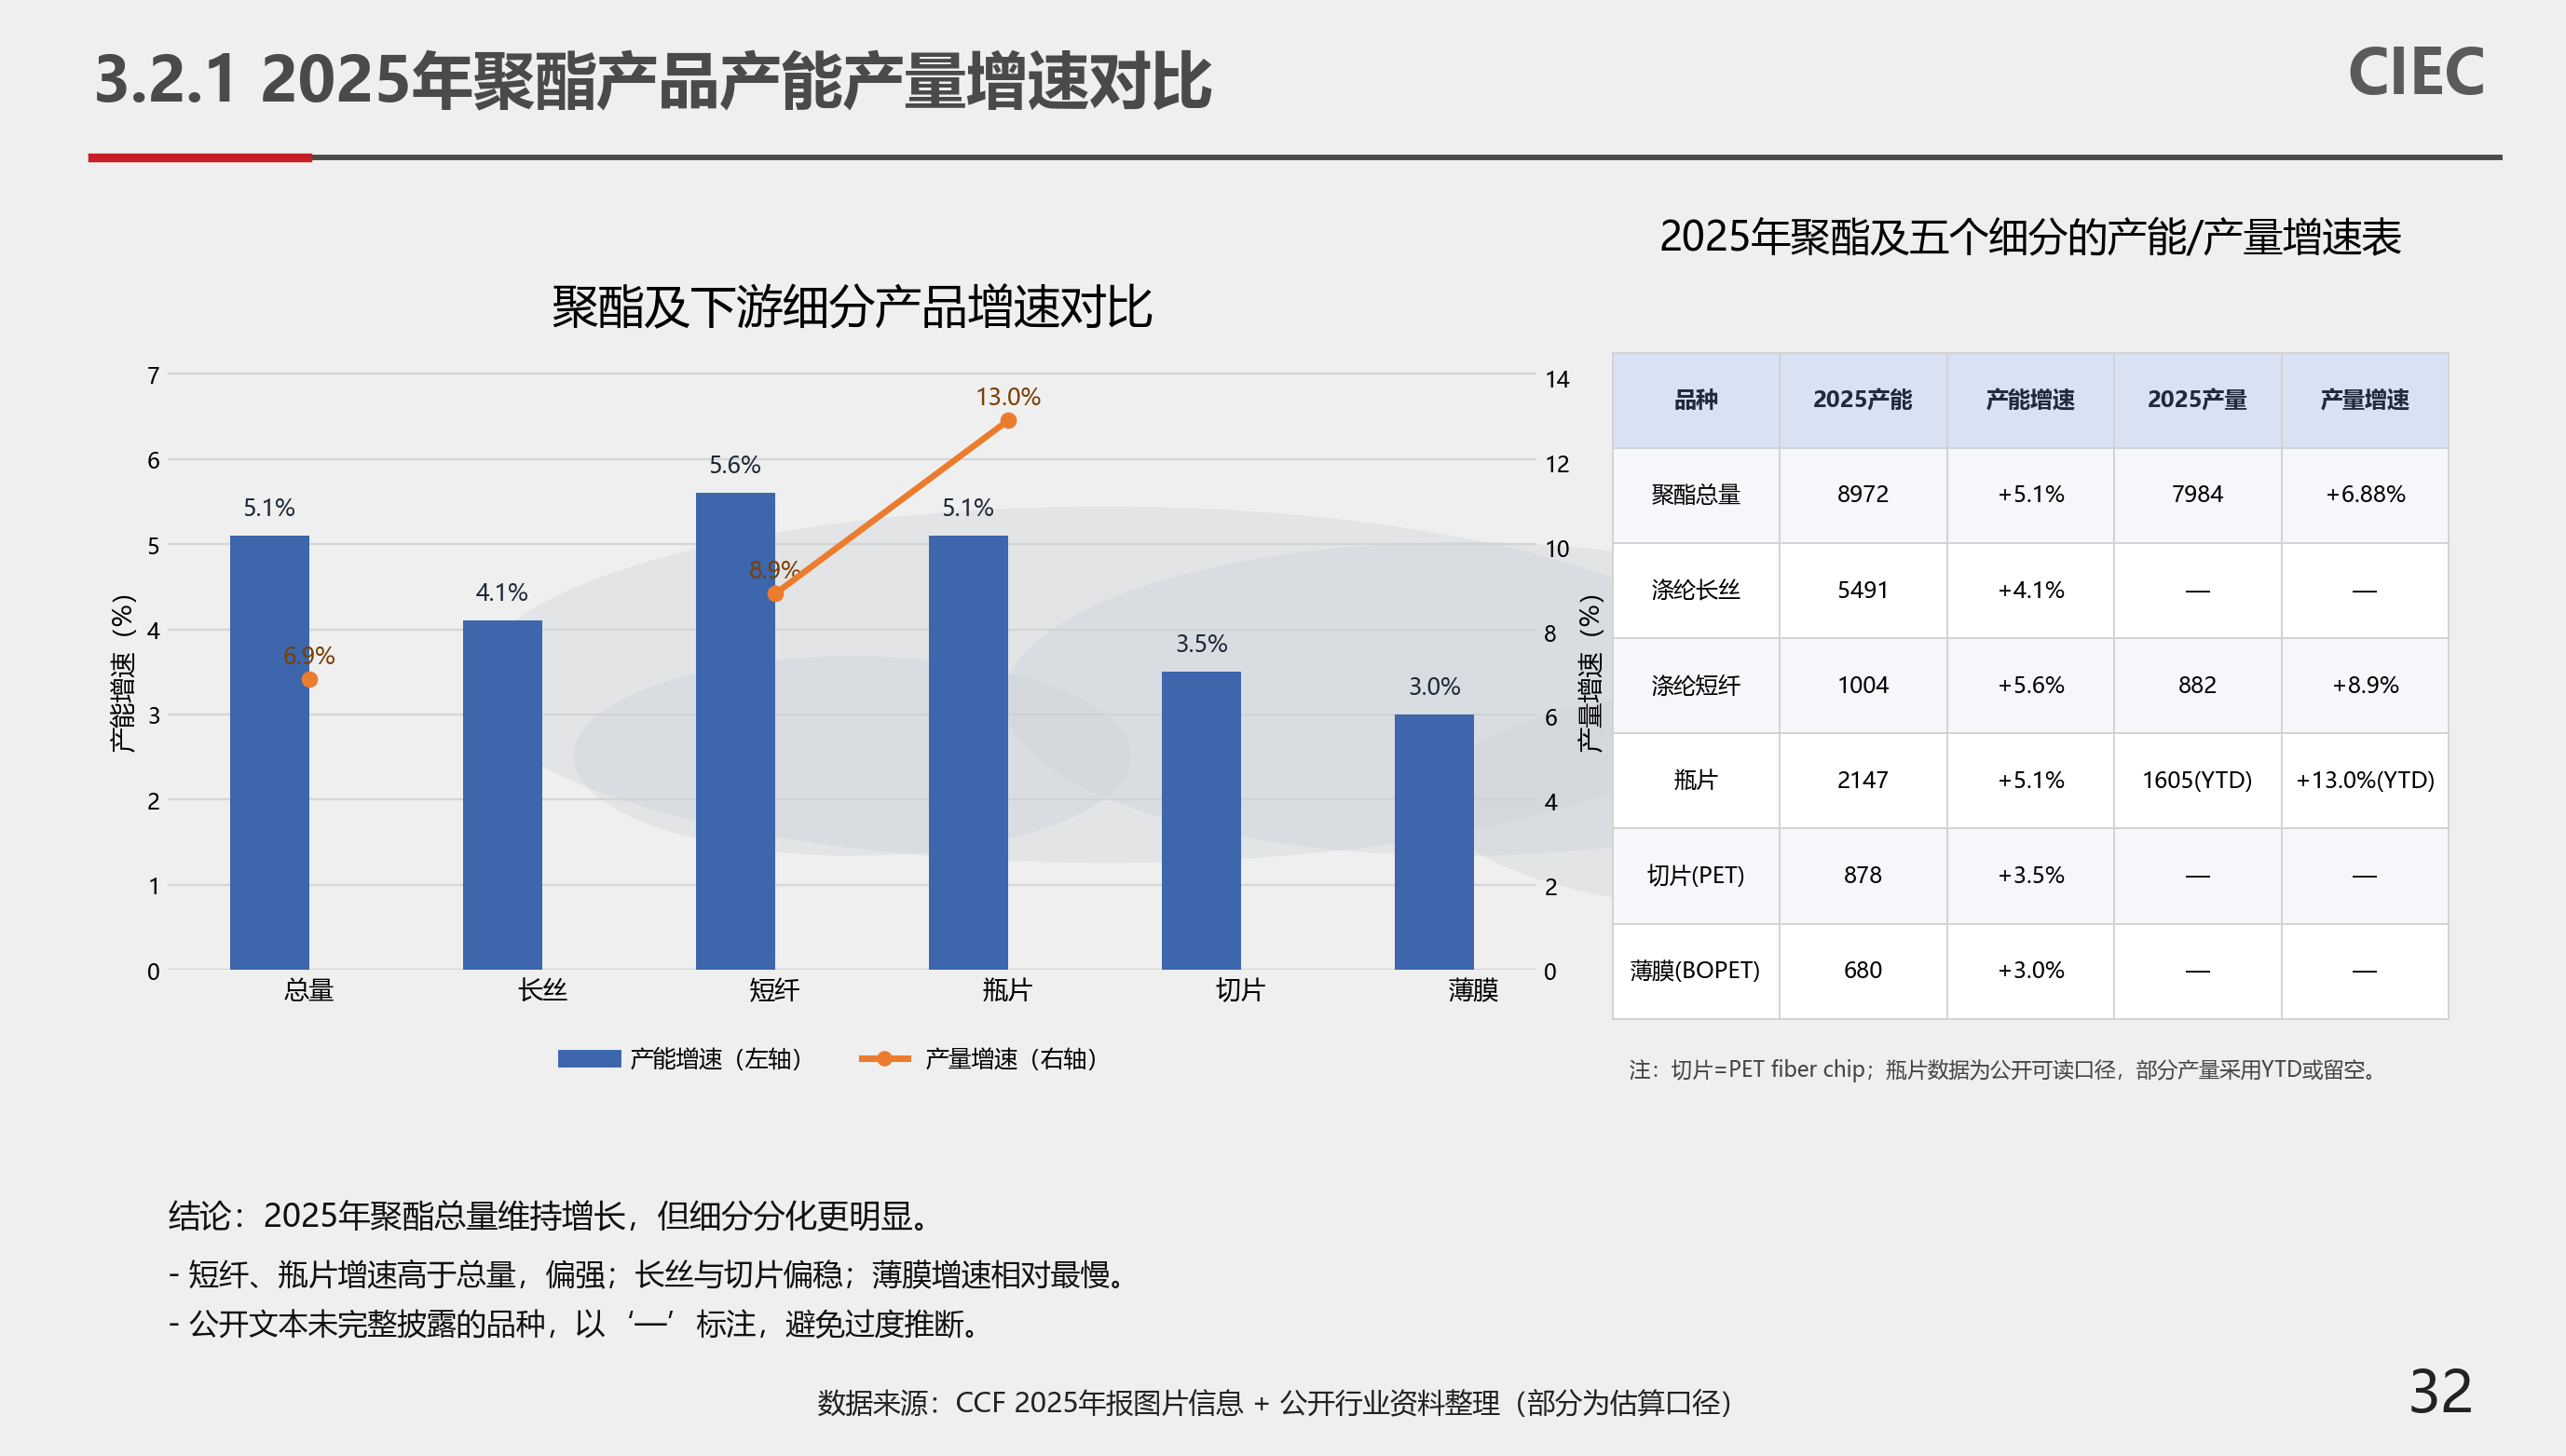 3.2.1 2025年聚酯产品产能产量增速对比
CIEC
聚酯及下游细分产品增速对比
产能增速（%）
7
6
5
4
3
2
1
0
5.1%
4.1%
5.6%
5.1%
3.5%
3.0%
6.9%
8.9%
13.0%
14
12
10
8
6
4
2
0
产量增速（%）
总量 长丝 短纤 瓶片 切片 薄膜
产能增速（左轴） 产量增速（右轴）
2025年聚酯及五个细分的产能/产量增速表
品种 2025产能 产能增速 2025产量 产量增速
聚酯总量 8972 +5.1% 7984 +6.88%
涤纶长丝 5491 +4.1% — —
涤纶短纤 1004 +5.6% 882 +8.9%
瓶片 2147 +5.1% 1605(YTD) +13.0%(YTD)
切片(PET) 878 +3.5% — —
薄膜(BOPET) 680 +3.0% — —
注：切片=PET fiber chip；瓶片数据为公开可读口径，部分产量采用YTD或留空。
结论：2025年聚酯总量维持增长，但细分分化更明显。
- 短纤、瓶片增速高于总量，偏强；长丝与切片偏稳；薄膜增速相对最慢。
- 公开文本未完整披露的品种，以‘—’标注，避免过度推断。
数据来源：CCF 2025年报图片信息 + 公开行业资料整理（部分为估算口径）
32